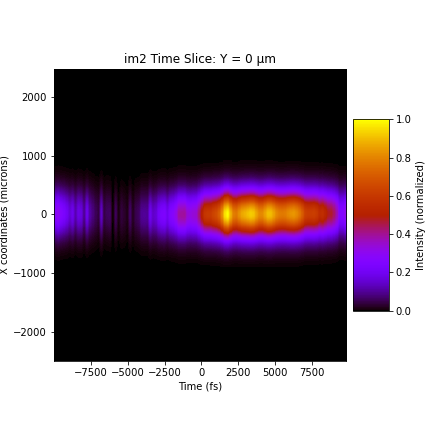 im2 Time Slice: Y = 0 μm
X coordinates (microns)
2000
1000
0
−1000
−2000
−7500 −5000 −2500 0 2500 5000 7500
Time (fs)
1.0
0.8
0.6
0.4
0.2
0.0
Intensity (normalized)